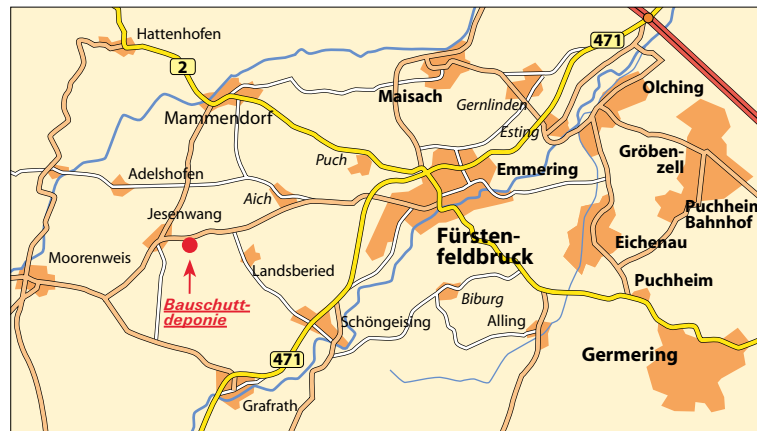 Hattenhofen
471
2
Maisach
Olching
Gernlinden
Mammendorf
Esting
Puch
Gröben-
zell
Emmering
Adelshofen
Aich
Puchheim
Bahnhof
Jesenwang
Fürsten-
feldbruck
Eichenau
Moorenweis
Landsberied
Puchheim
Bauschutt-
deponie
Biburg
Schöngeising
Alling
471
Germering
Grafrath